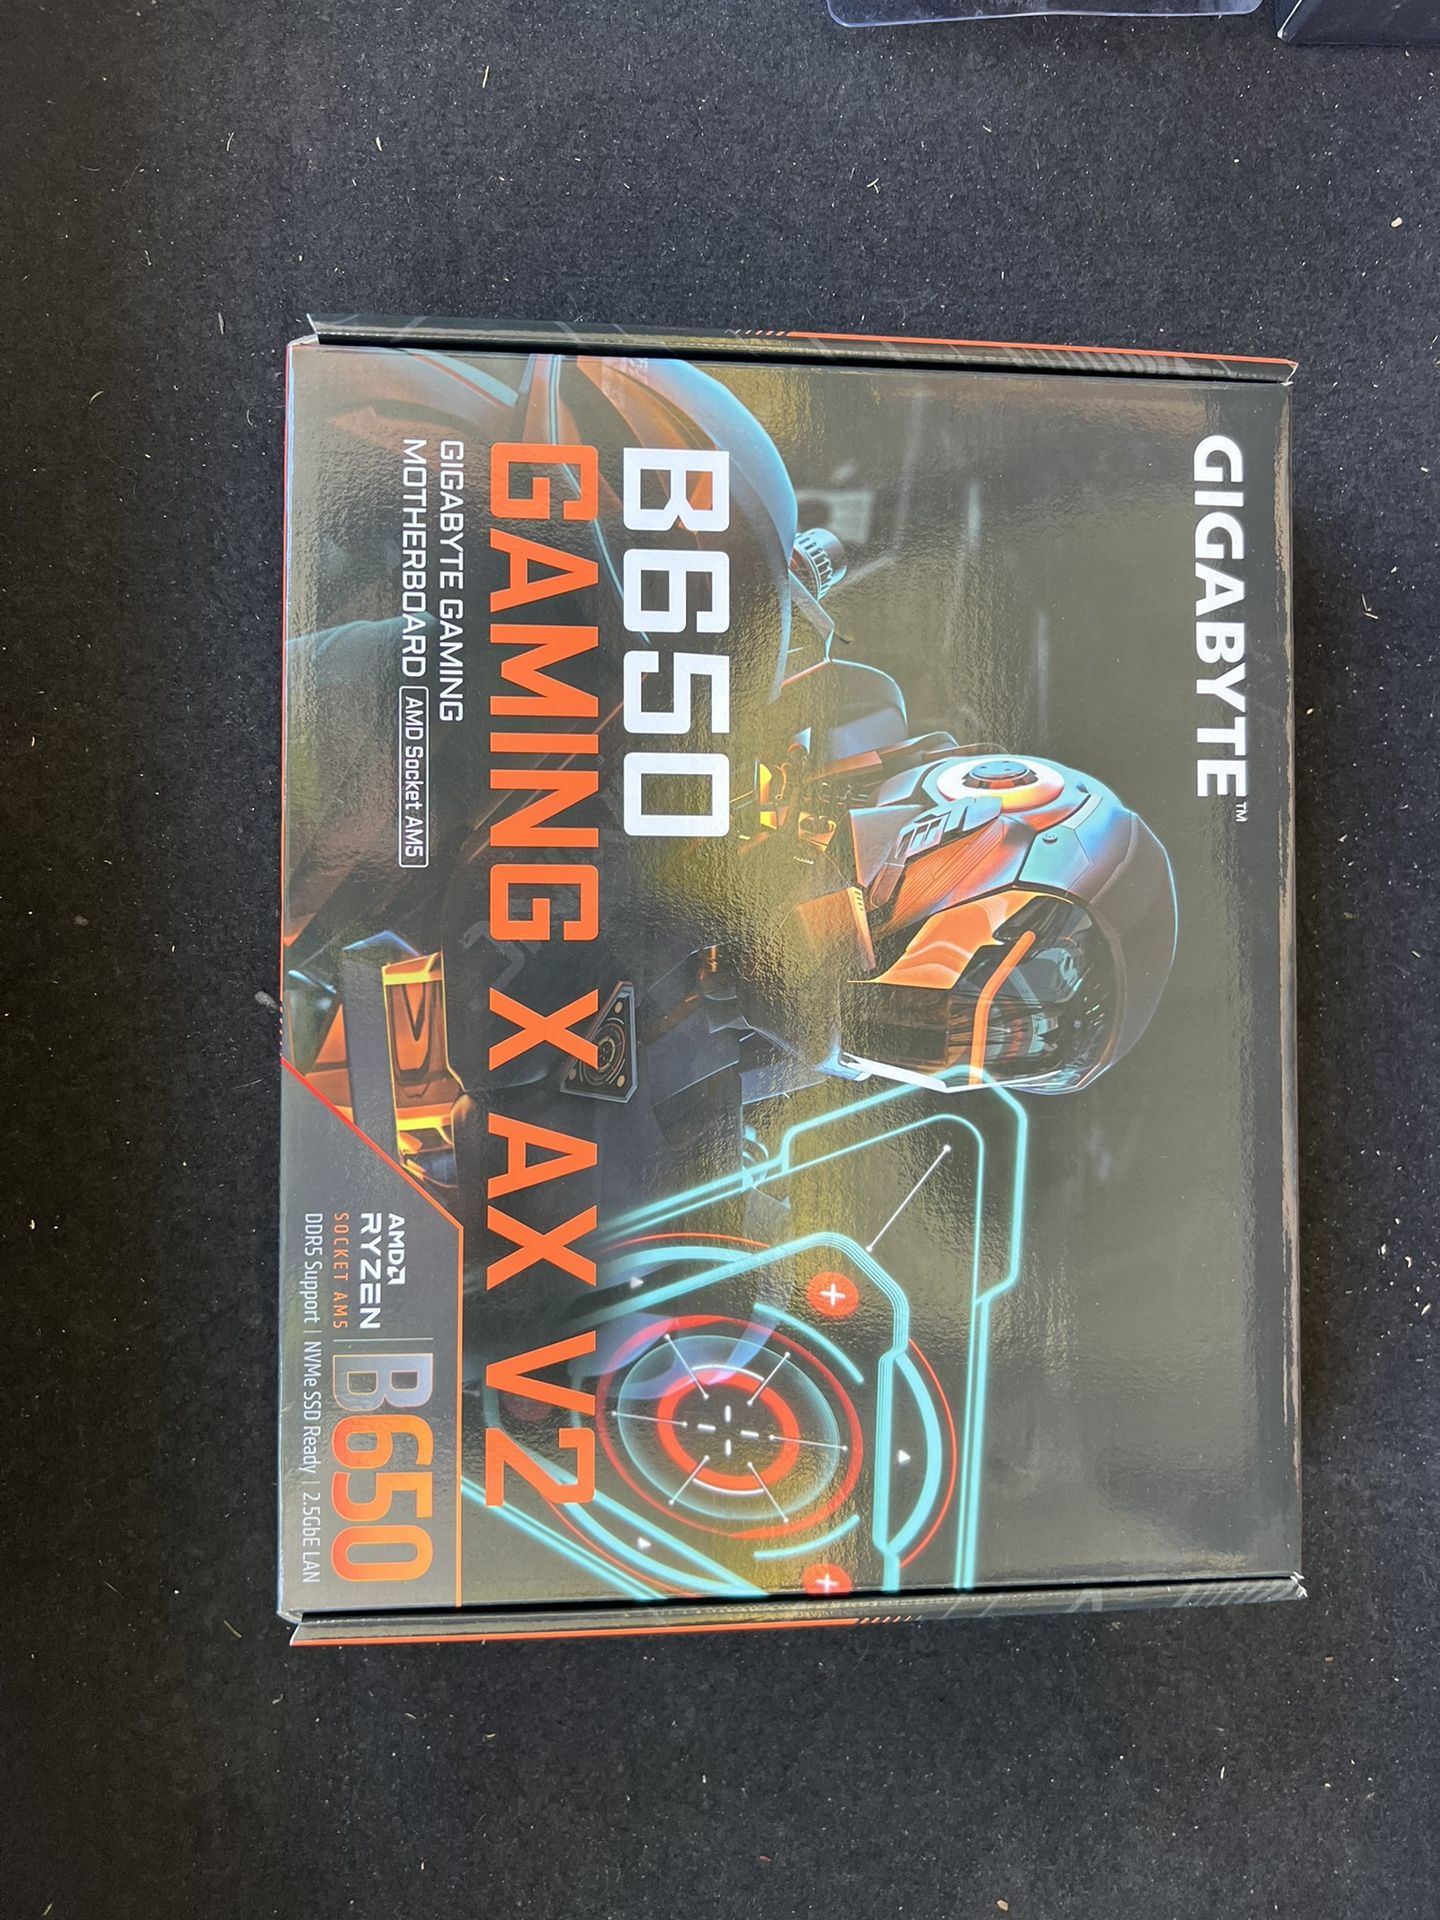 GIGABYTE™
B650
GAMING X AX V2
GIGABYTE GAMING
MOTHERBOARD AMD Socket AM5
AMD
RYZEN
SOCKET AM5
B650
DDR5 Support | NVMe SSD Ready | 2.5GbE LAN